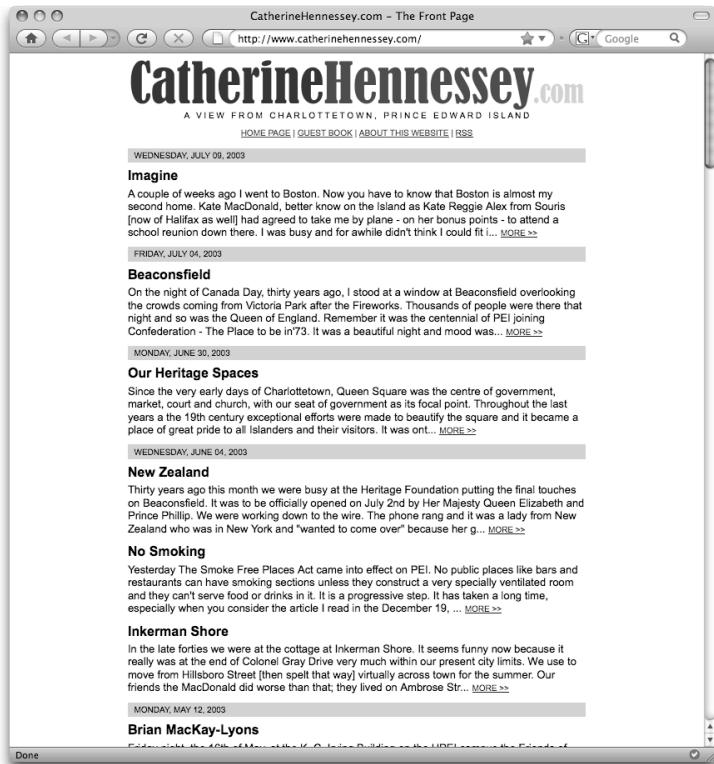 CatherineHennessey.com – The Front Page
http://www.catherinehennessey.com/
Google
CatherineHennessey.com
A VIEW FROM CHARLOTTETOWN, PRINCE EDWARD ISLAND
HOME PAGE | GUEST BOOK | ABOUT THIS WEBSITE | RSS
WEDNESDAY, JULY 09, 2003
Imagine
A couple of weeks ago I went to Boston. Now you have to know that Boston is almost my
second home. Kate MacDonald, better know on the Island as Kate Reggie Alex from Souris
[now of Halifax as well] had agreed to take me by plane - on her bonus points - to attend a
school reunion down there. I was busy and for awhile didn't think I could fit i... MORE >>
FRIDAY, JULY 04, 2003
Beaconsfield
On the night of Canada Day, thirty years ago, I stood at a window at Beaconsfield overlooking
the crowds coming from Victoria Park after the Fireworks. Thousands of people were there that
night and so was the Queen of England. Remember it was the centennial of PEI joining
Confederation - The Place to be in'73. It was a beautiful night and mood was... MORE >>
MONDAY, JUNE 30, 2003
Our Heritage Spaces
Since the very early days of Charlottetown, Queen Square was the centre of government,
market, court and church, with our seat of government as its focal point. Throughout the last
years a the 19th century exceptional efforts were made to beautify the square and it became a
place of great pride to all Islanders and their visitors. It was ont... MORE >>
WEDNESDAY, JUNE 04, 2003
New Zealand
Thirty years ago this month we were busy at the Heritage Foundation putting the final touches
on Beaconsfield. It was to be officially opened on July 2nd by Her Majesty Queen Elizabeth and
Prince Phillip. We were working down to the wire. The phone rang and it was a lady from New
Zealand who was in New York and "wanted to come over" because her g... MORE >>
No Smoking
Yesterday The Smoke Free Places Act came into effect on PEI. No public places like bars and
restaurants can have smoking sections unless they construct a very specially ventilated room
and they can't serve food or drinks in it. It is a progressive step. It has taken a long time,
especially when you consider the article I read in the December 19, ... MORE >>
Inkerman Shore
In the late forties we were at the cottage at Inkerman Shore. It seems funny now because it
really was at the end of Colonel Gray Drive very much within our present city limits. We use to
move from Hillsboro Street [then spelt that way] virtually across town for the summer. Our
friends the MacDonald did worse than that; they lived on Ambrose Str... MORE >>
MONDAY, MAY 12, 2003
Brian MacKay-Lyons
Friday night, the 16th of May, at the K. C. Irving Building on the UPEI campus the Friends of
Done